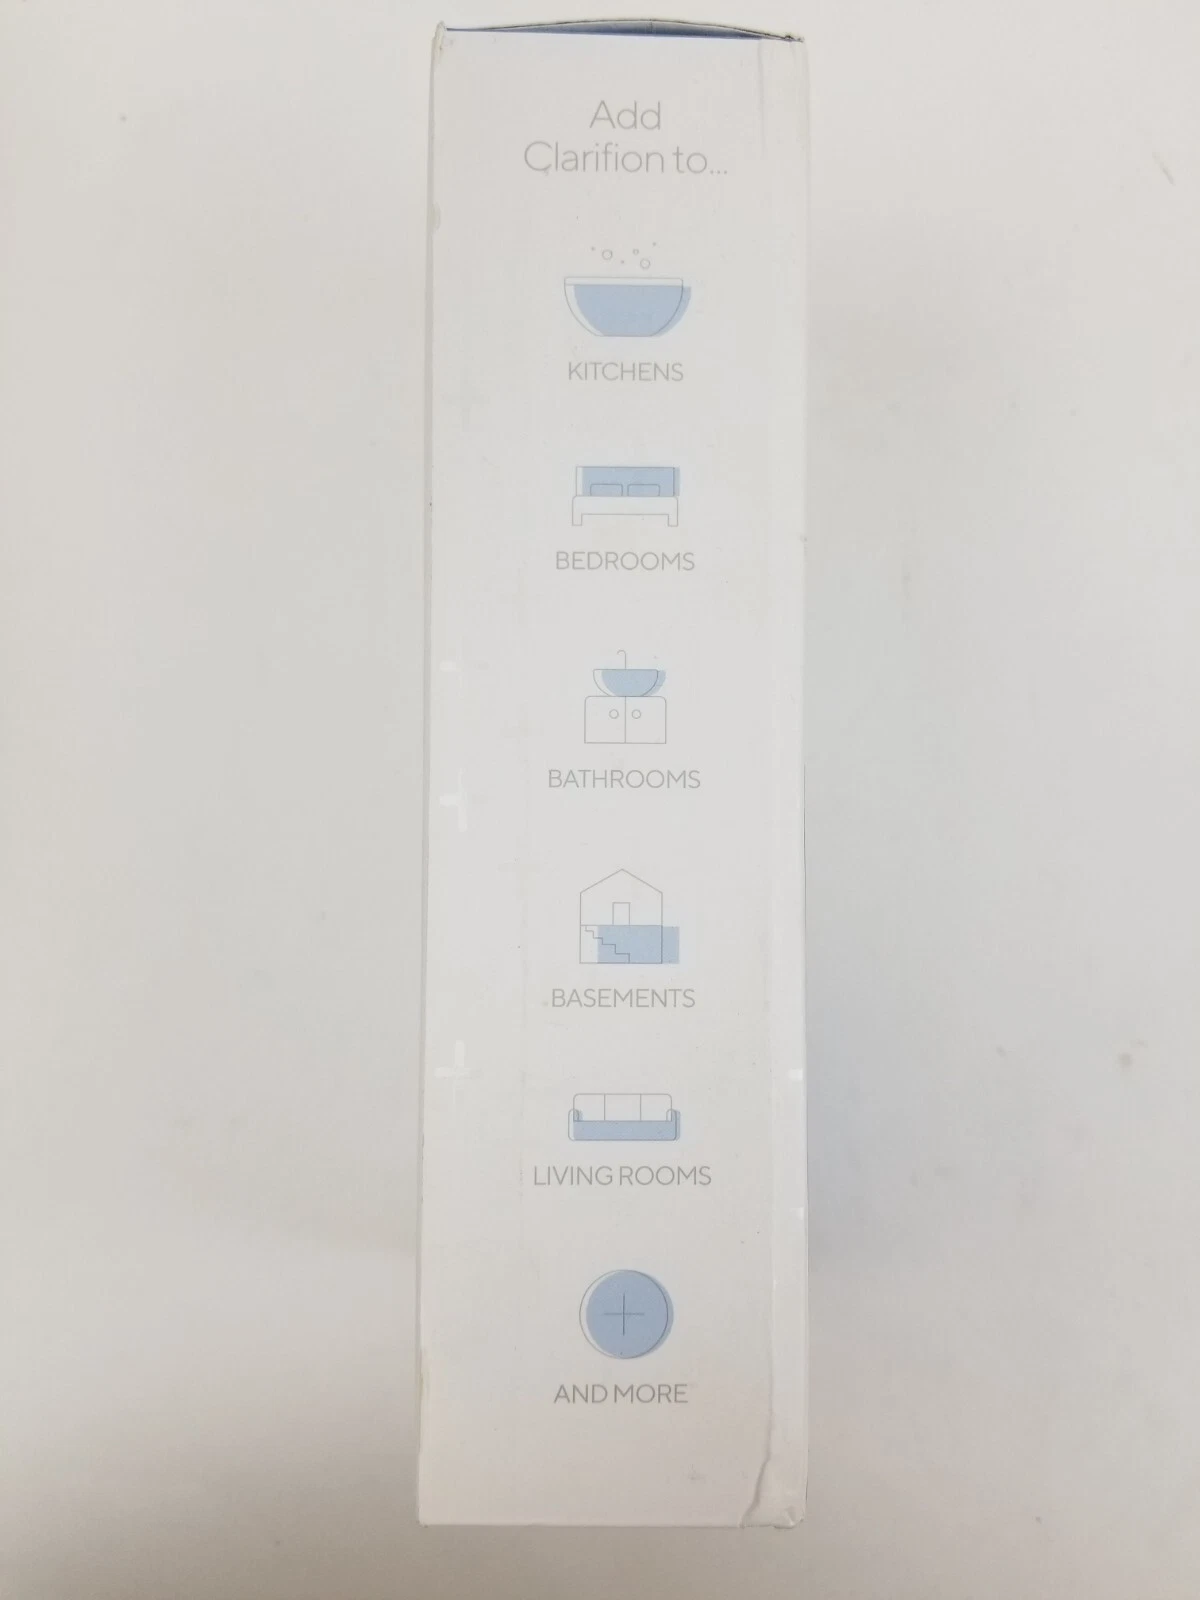 Add
Clarifion to...
KITCHENS
BEDROOMS
BATHROOMS
BASEMENTS
LIVING ROOMS
AND MORE